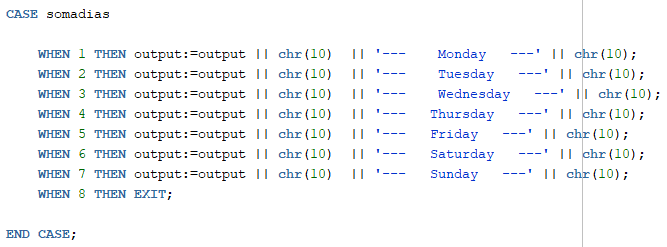 CASE somadias
WHEN 1 THEN output:=output || chr(10)  || '---    Monday   ---' || chr(10);
WHEN 2 THEN output:=output || chr(10)  || '---    Tuesday   ---' || chr(10);
WHEN 3 THEN output:=output || chr(10)  || '---    Wednesday   ---' || chr(10);
WHEN 4 THEN output:=output || chr(10)  || '---   Thursday   ---' || chr(10);
WHEN 5 THEN output:=output || chr(10)  || '---   Friday   ---' || chr(10);
WHEN 6 THEN output:=output || chr(10)  || '---   Saturday   ---' || chr(10);
WHEN 7 THEN output:=output || chr(10)  || '---   Sunday   ---' || chr(10);
WHEN 8 THEN EXIT;
END CASE;